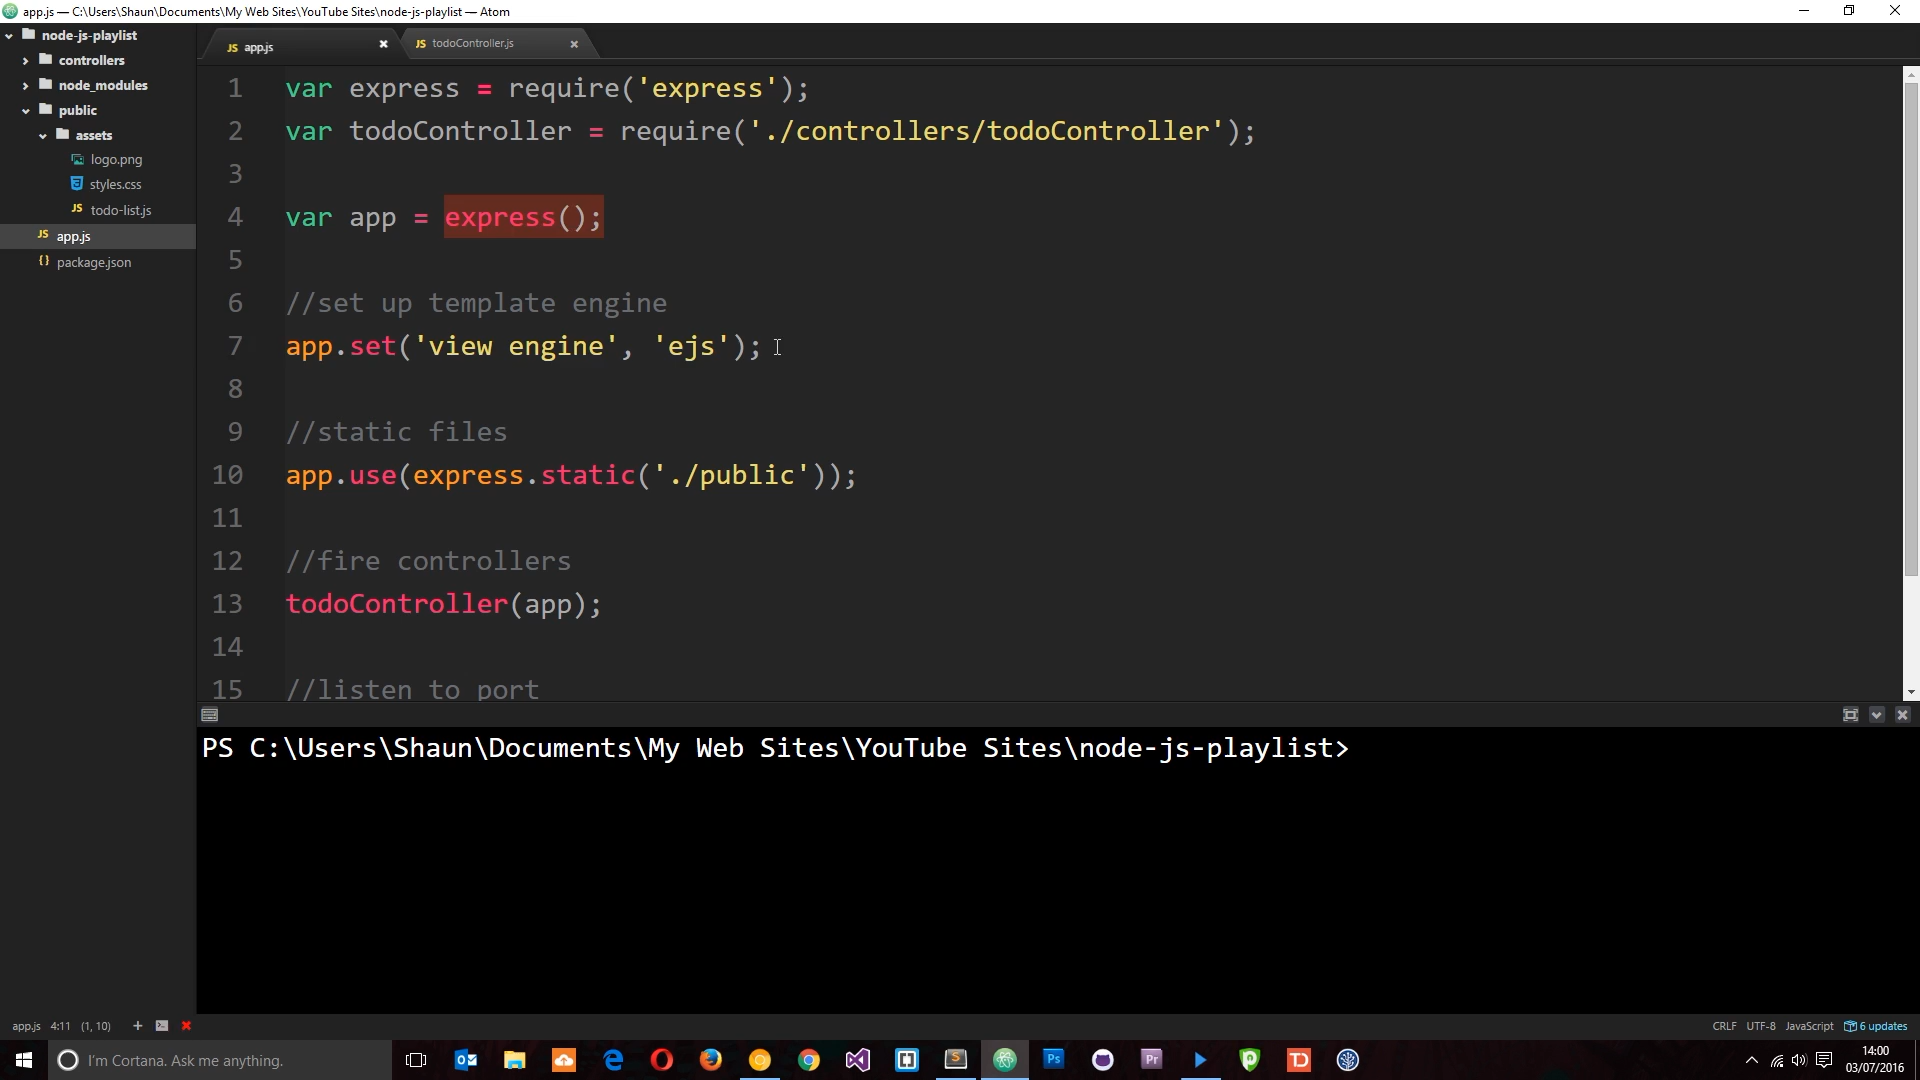 app.js — C:\Users\Shaun\Documents\My Web Sites\YouTube Sites\node-js-playlist — Atom
node-js-playlist
controllers
node_modules
public
assets
logo.png
styles.css
JS todo-list.js
JS app.js
{} package.json
JS app.js
JS todoController.js
1 var express = require('express');
2 var todoController = require('./controllers/todoController');
3
4 var app = express();
5
6 //set up template engine
7 app.set('view engine', 'ejs');
8
9 //static files
10 app.use(express.static('./public'));
11
12 //fire controllers
13 todoController(app);
14
15 //listen to port
PS C:\Users\Shaun\Documents\My Web Sites\YouTube Sites\node-js-playlist>
app.js 4:11 (1, 10)
CRLF UTF-8 JavaScript 6 updates
I'm Cortana. Ask me anything.
Ps
Pr
TD
14:00
03/07/2016